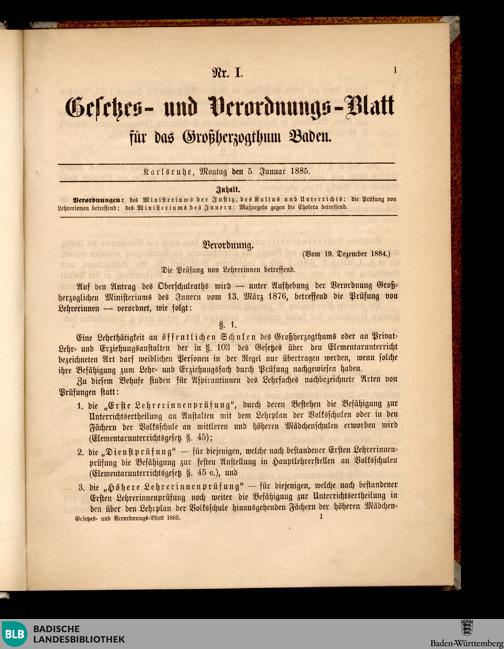 Nr. I.
1
Gesetzes- und Verordnungs-Blatt
für das Großherzogthum Baden.
Karlsruhe, Montag den 5. Januar 1885.
Inhalt.
Verordnungen: des Ministeriums der Justiz, des Kultus und Unterrichts: die Prüfung von
Lehrerinnen betreffend; des Ministeriums des Innern: Maßregeln gegen die Cholera betreffend.
Verordnung.
(Vom 19. Dezember 1884.)
Die Prüfung von Lehrerinnen betreffend.
Auf den Antrag des Oberschulraths wird — unter Aufhebung der Verordnung Groß-
herzoglichen Ministeriums des Innern vom 13. März 1876, betreffend die Prüfung von
Lehrerinnen — verordnet, wie folgt:
§. 1.
Eine Lehrthätigkeit an öffentlichen Schulen des Großherzogthums oder an Privat-
Lehr- und Erziehungsanstalten der in §. 103 des Gesetzes über den Elementarunterricht
bezeichneten Art darf weiblichen Personen in der Regel nur übertragen werden, wenn solche
ihre Befähigung zum Lehr- und Erziehungsfach durch Prüfung nachgewiesen haben.
Zu diesem Behufe finden für Aspirantinnen des Lehrfaches nachbezeichnete Arten von
Prüfungen statt:
1. die „Erste Lehrerinnenprüfung“, durch deren Bestehen die Befähigung zur
Unterrichtsertheilung an Anstalten mit dem Lehrplan der Volksschulen oder in den
Fächern der Volksschule an mittleren und höheren Mädchenschulen erworben wird
(Elementarunterrichtsgesetz §. 45);
2. die „Dienstprüfung“ — für diejenigen, welche nach bestandener Ersten Lehrerinnen-
prüfung die Befähigung zur festen Anstellung in Hauptlehrerstellen an Volksschulen
(Elementarunterrichtsgesetz §. 45 c.), und
3. die „Höhere Lehrerinnenprüfung“ — für diejenigen, welche nach bestandener
Ersten Lehrerinnenprüfung noch weiter die Befähigung zur Unterrichtsertheilung in
den über den Lehrplan der Volksschule hinausgehenden Fächern der höheren Mädchen-
Gesetzes- und Verordnungs-Blatt 1885.
1
BLB
BADISCHE
LANDESBIBLIOTHEK
Baden-Württemberg